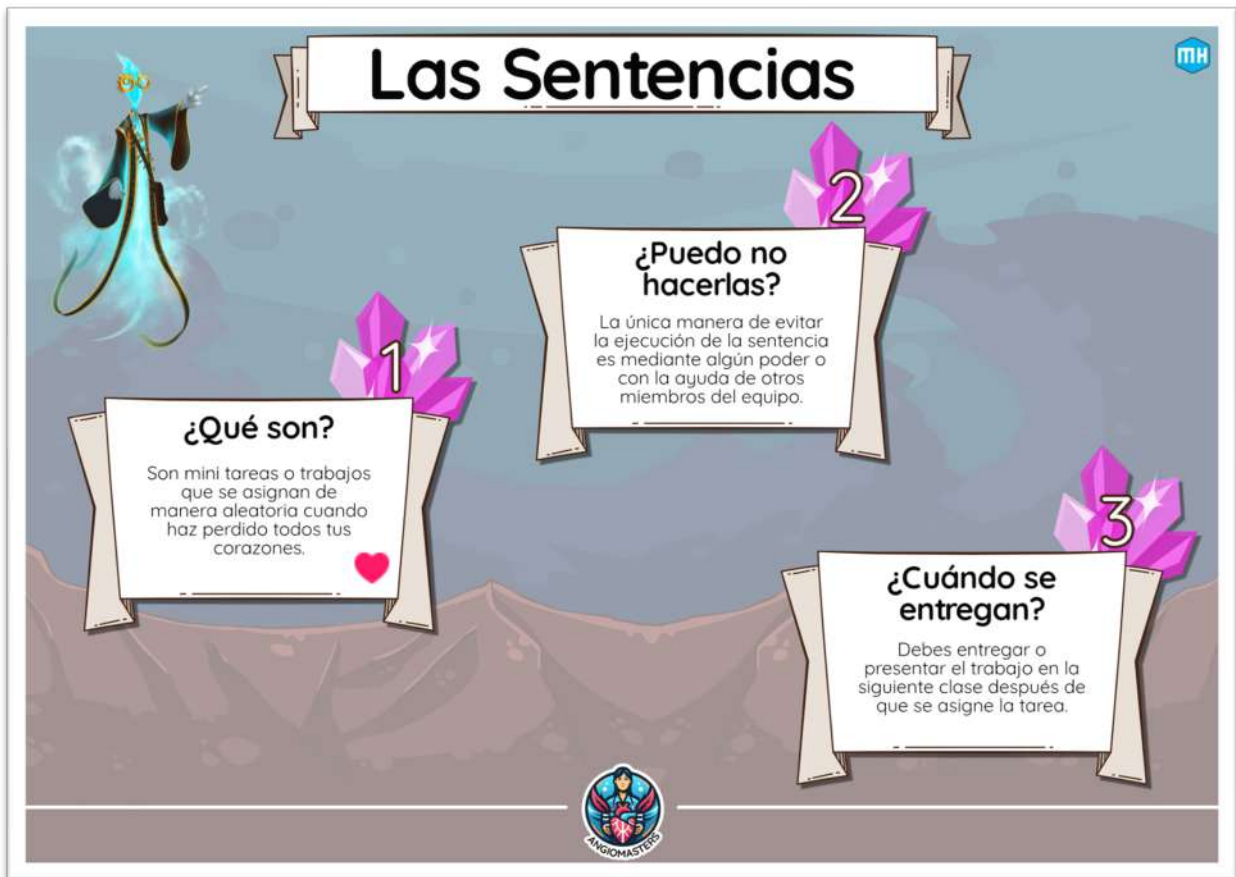 Las Sentencias
MH
1
¿Qué son?
Son mini tareas o trabajos
que se asignan de
manera aleatoria cuando
haz perdido todos tus
corazones.
2
¿Puedo no
hacerlas?
La única manera de evitar
la ejecución de la sentencia
es mediante algún poder o
con la ayuda de otros
miembros del equipo.
3
¿Cuándo se
entregan?
Debes entregar o
presentar el trabajo en la
siguiente clase después de
que se asigne la tarea.
ANGIOMASTERS